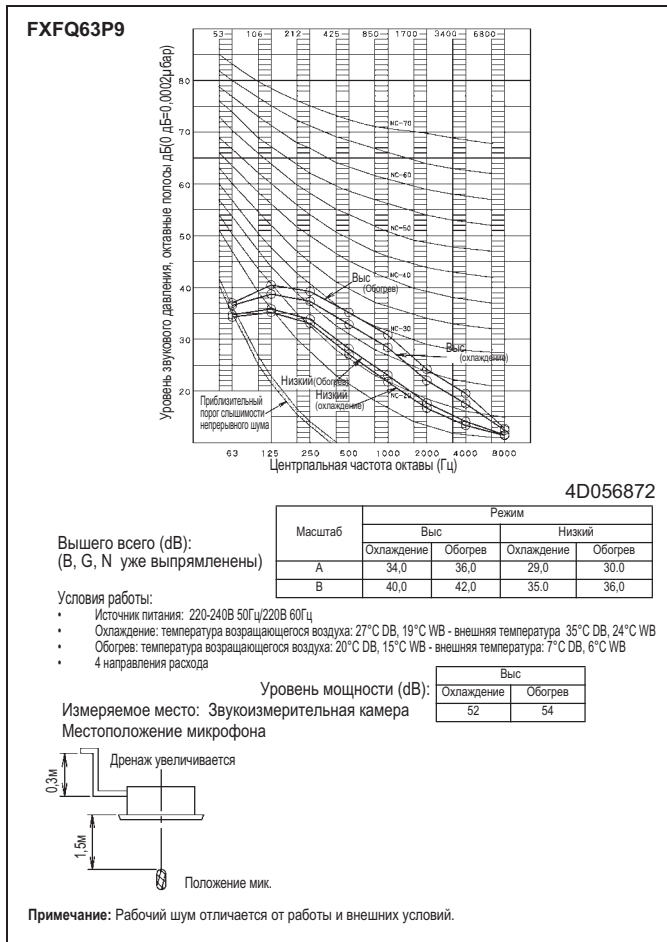 FXFQ63P9
Уровень звукового давления, октавные полосы дБ(0 дБ=0,0002μбар)
53 106 212 425 850 1700 3400 6800
80
70
60
50
40
30
20
NC-70
NC-60
NC-50
NC-40
NC-30
NC-20
Выс
(Обогрев)
Выс
(охлаждение)
Низкий(Обогрев)
Низкий
(охлаждение)
Приблизительный
порог слышимости
непрерывного шума
63 125 250 500 1000 2000 4000 8000
Центрпальная частота октавы (Гц)
4D056872
Вышего всего (dB):
(B, G, N уже выпрямленены)
Масштаб Режим
Выс Низкий
Охлаждение Обогрев Охлаждение Обогрев
A 34,0 36,0 29,0 30.0
B 40,0 42,0 35.0 36,0
Условия работы:
• Источник питания: 220-240В 50Гц/220В 60Гц
• Охлаждение: температура возращающегося воздуха: 27°C DB, 19°C WB - внешняя температура 35°C DB, 24°C WB
• Обогрев: температура возращающегося воздуха: 20°C DB, 15°C WB - внешняя температура: 7°C DB, 6°C WB
• 4 направления расхода
Уровень мощности (dB):
Выс
Охлаждение Обогрев
52 54
Измеряемое место: Звукоизмерительная камера
Местоположение микрофона
Дренаж увеличивается
0,3м
1,5м
Положение мик.
Примечание: Рабочий шум отличается от работы и внешних условий.